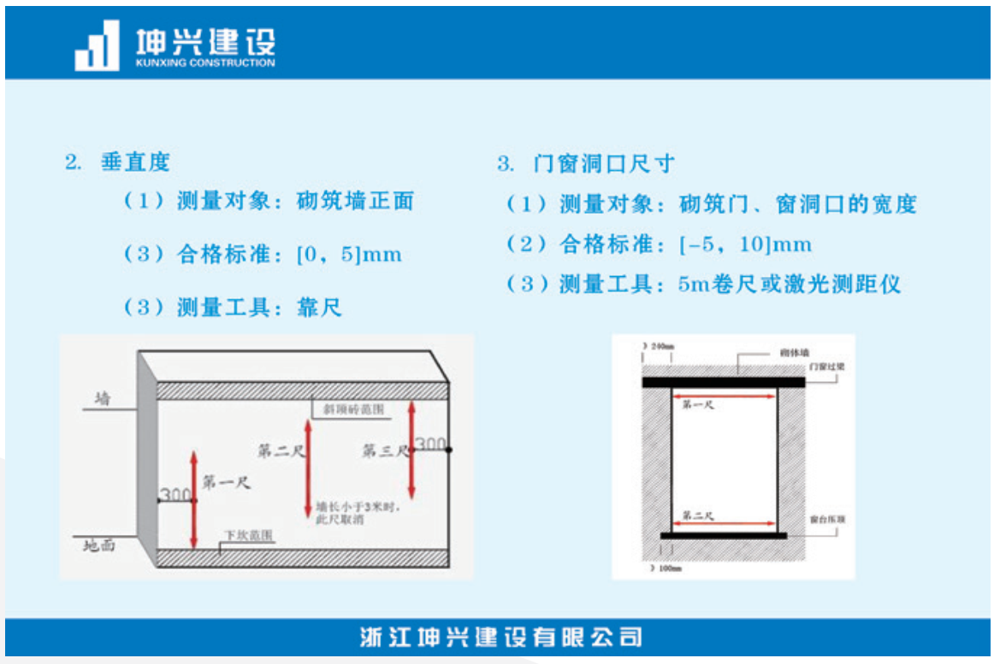 坤兴建设
KUNXING CONSTRUCTION
2. 垂直度
（1）测量对象：砌筑墙正面
（3）合格标准：[0，5]mm
（3）测量工具：靠尺
3. 门窗洞口尺寸
（1）测量对象：砌筑门、窗洞口的宽度
（2）合格标准：[-5，10]mm
（3）测量工具：5m卷尺或激光测距仪
墙
斜顶砖范围
第二尺
第三尺
300
第一尺
300
墙长小于3米时，
此尺取消
下坎范围
地面
》240mm
砌体墙
门窗过梁
第一尺
第二尺
窗台压顶
》100mm
浙江坤兴建设有限公司